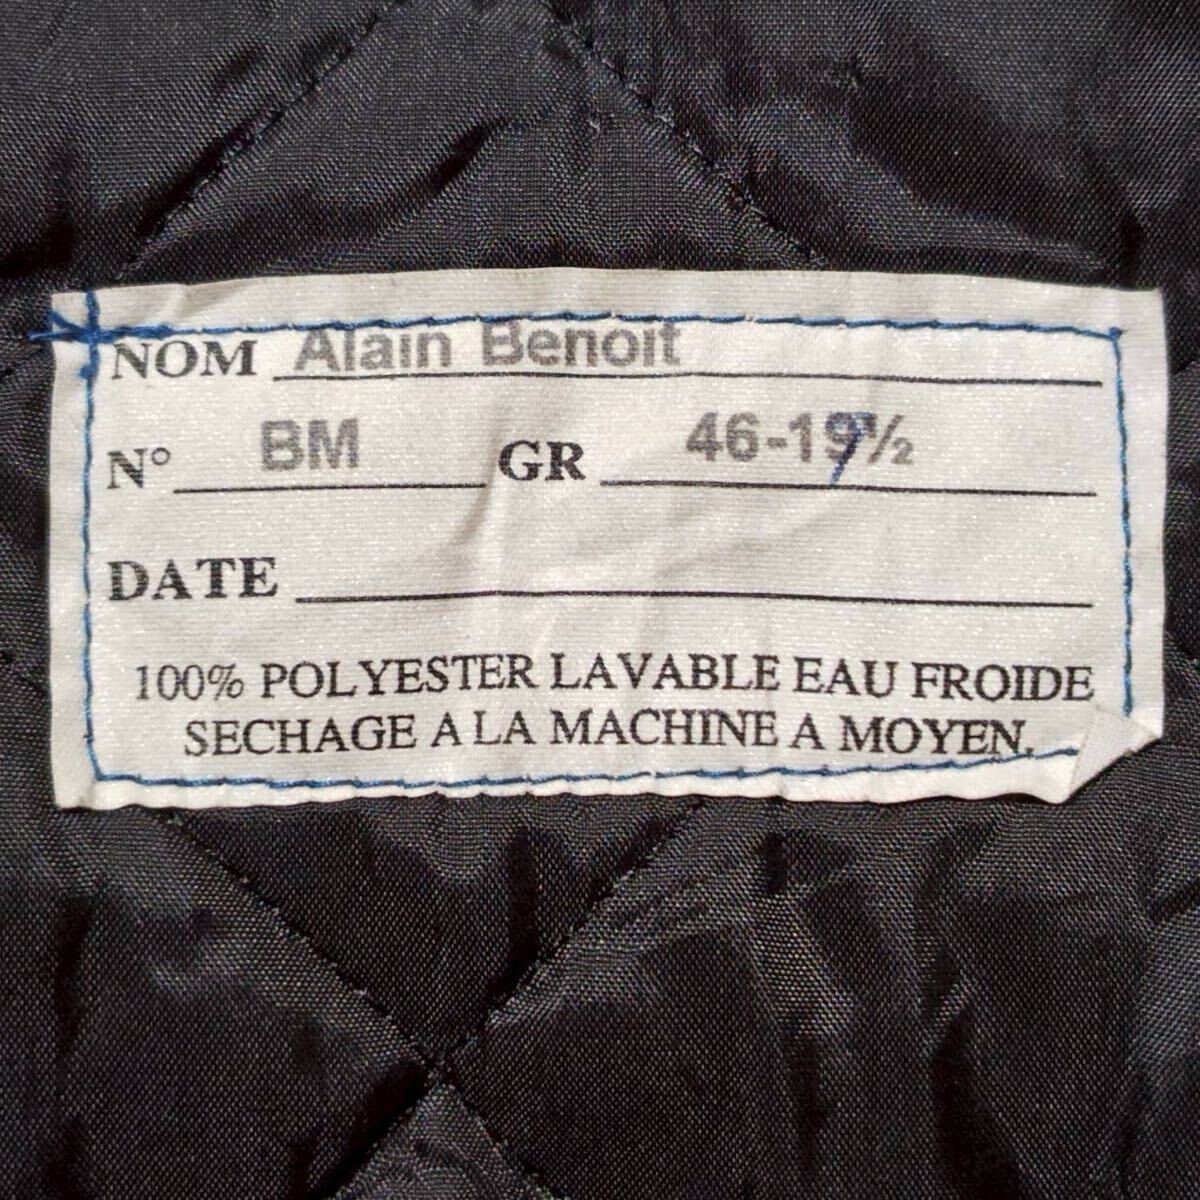 NOM Alain Benoit
N° BM GR 46-19½
DATE
100% POLYESTER LAVABLE EAU FROIDE
SECHAGE A LA MACHINE A MOYEN.